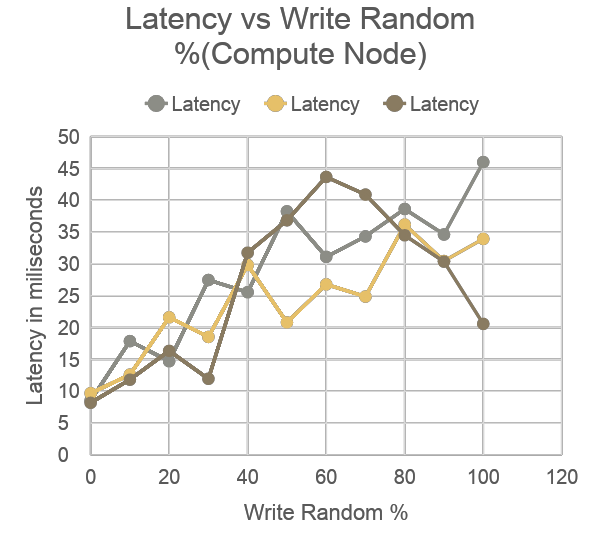 Latency vs Write Random
%(Compute Node)
Latency Latency Latency
50
45
40
35
30
25
20
15
10
5
0
Latency in miliseconds
0 20 40 60 80 100 120
Write Random %